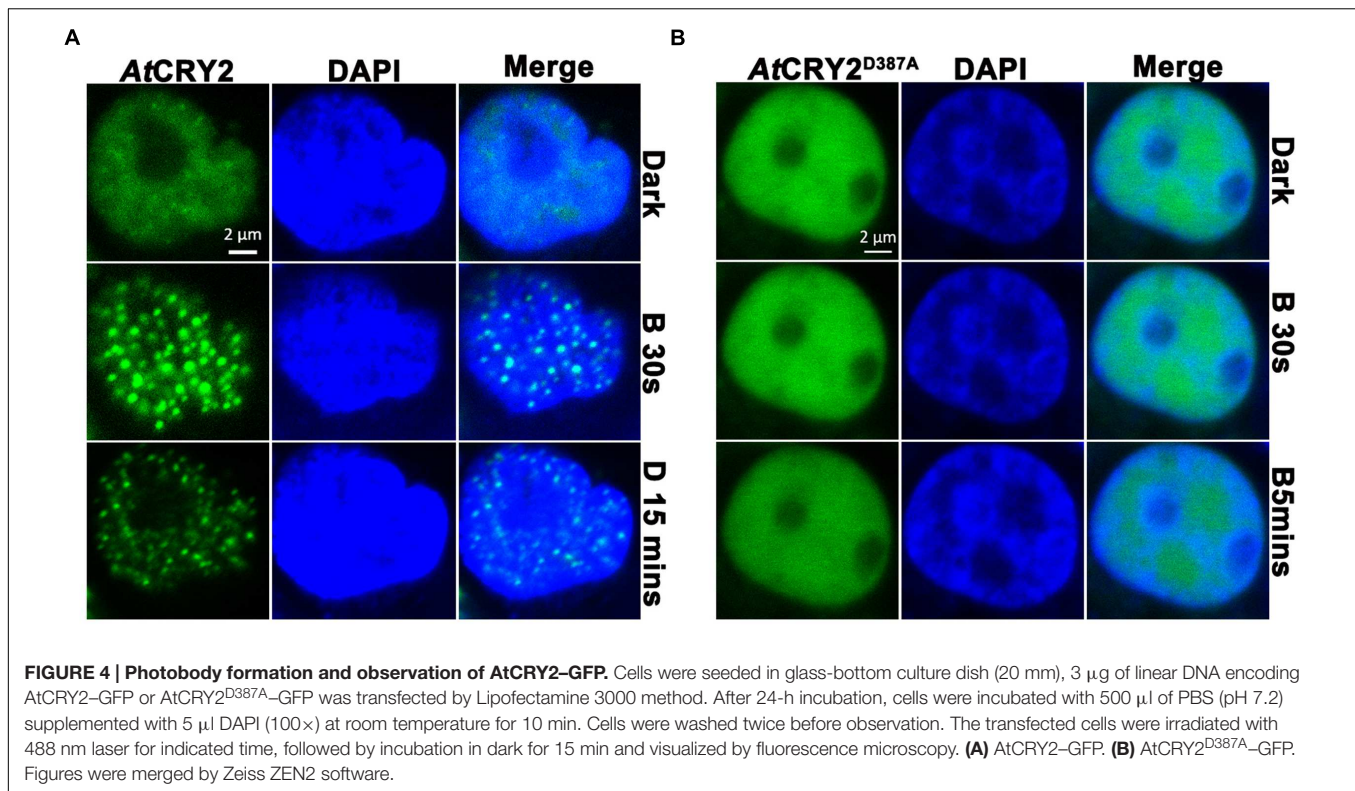 A
B
AtCRY2 DAPI Merge
AtCRY2D387A DAPI Merge
Dark
2 μm
B 30s
D 15 mins
Dark
2 μm
B 30s
B5mins
FIGURE 4 | Photobody formation and observation of AtCRY2–GFP. Cells were seeded in glass-bottom culture dish (20 mm), 3 μg of linear DNA encoding
AtCRY2–GFP or AtCRY2D387A–GFP was transfected by Lipofectamine 3000 method. After 24-h incubation, cells were incubated with 500 μl of PBS (pH 7.2)
supplemented with 5 μl DAPI (100×) at room temperature for 10 min. Cells were washed twice before observation. The transfected cells were irradiated with
488 nm laser for indicated time, followed by incubation in dark for 15 min and visualized by fluorescence microscopy. (A) AtCRY2–GFP. (B) AtCRY2D387A–GFP.
Figures were merged by Zeiss ZEN2 software.